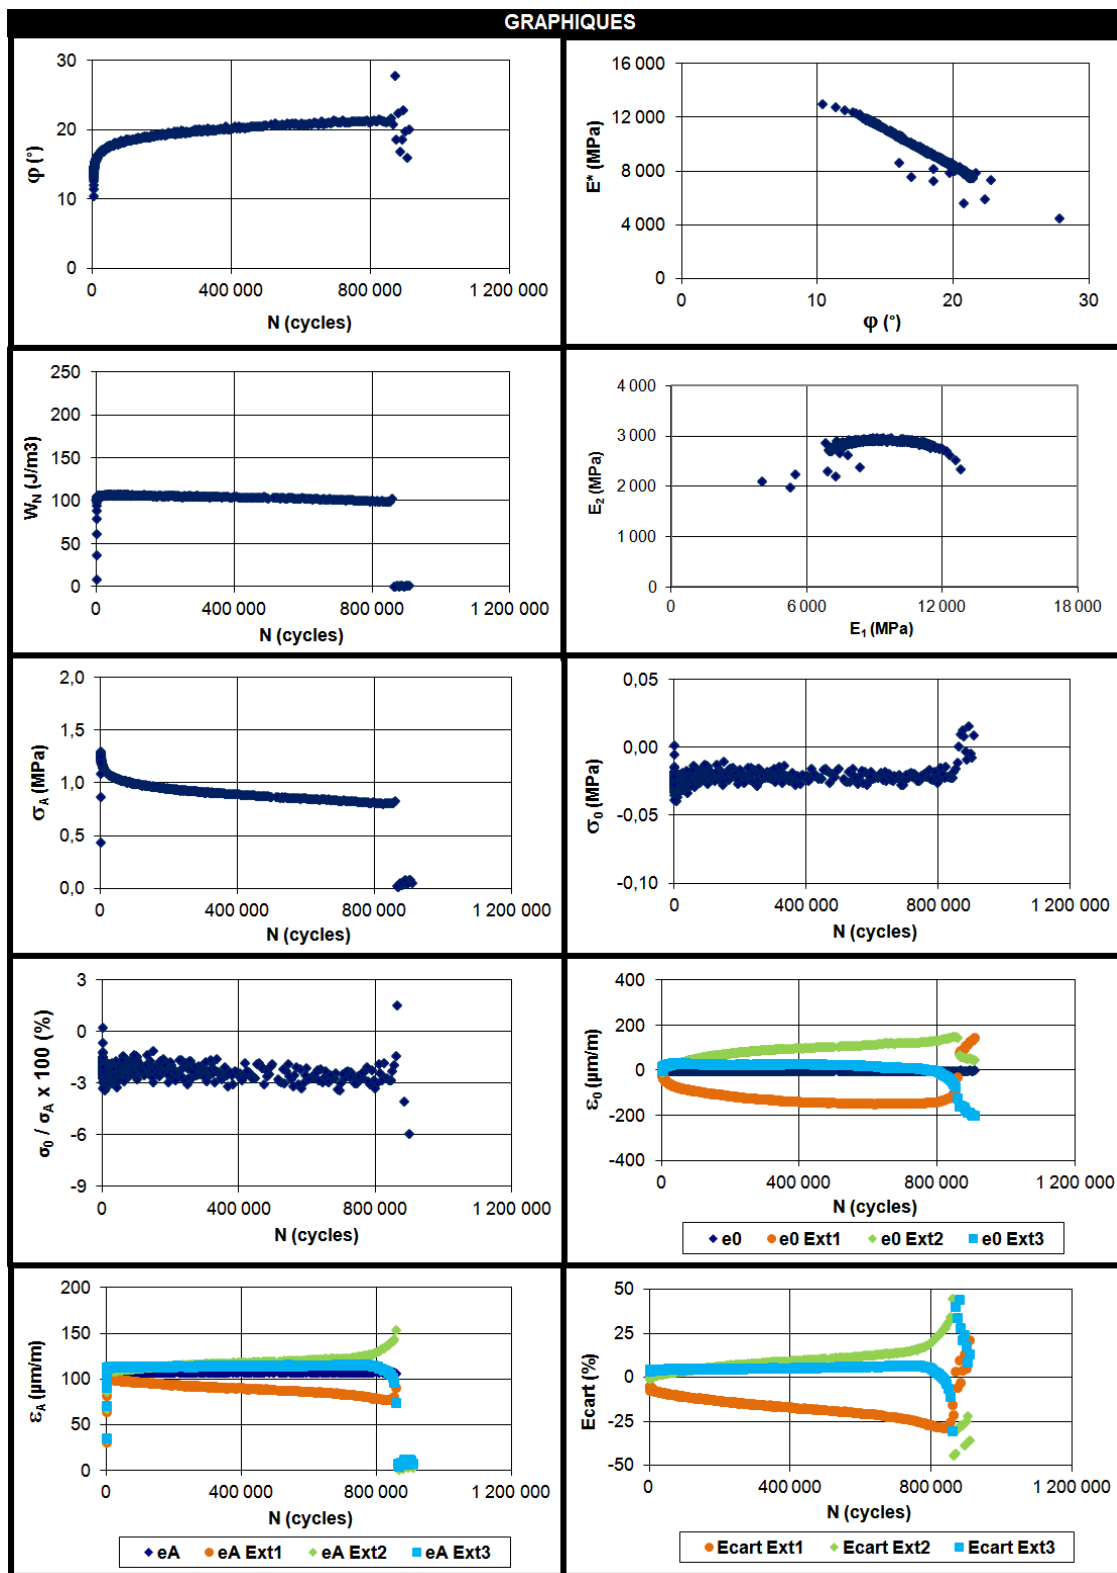 GRAPHIQUES
30
20
10
0
φ (°)
0
400 000
800 000
1 200 000
N (cycles)
16 000
12 000
8 000
4 000
0
E* (MPa)
0
10
20
30
φ (°)
250
200
150
100
50
0
W_N (J/m3)
0
400 000
800 000
1 200 000
N (cycles)
4 000
3 000
2 000
0
E₂ (MPa)
0
6 000
12 000
18 000
E₁ (MPa)
2,0
1,5
1,0
0,5
0,0
σ_A (MPa)
0
400 000
800 000
1 200 000
N (cycles)
0,05
0,00
-0,05
-0,10
σ₀ (MPa)
0
400 000
800 000
1 200 000
N (cycles)
3
0
-3
-6
-9
σ₀ / σ_A x 100 (%)
0
400 000
800 000
1 200 000
N (cycles)
400
200
0
-200
-400
ε₀ (µm/m)
0
400 000
800 000
1 200 000
N (cycles)
e0 e0 Ext1 e0 Ext2 e0 Ext3
200
150
100
50
0
ε_A (µm/m)
0
400 000
800 000
1 200 000
N (cycles)
eA eA Ext1 eA Ext2 eA Ext3
50
25
0
-25
-50
Ecart (%)
0
400 000
800 000
1 200 000
N (cycles)
Ecart Ext1 Ecart Ext2 Ecart Ext3